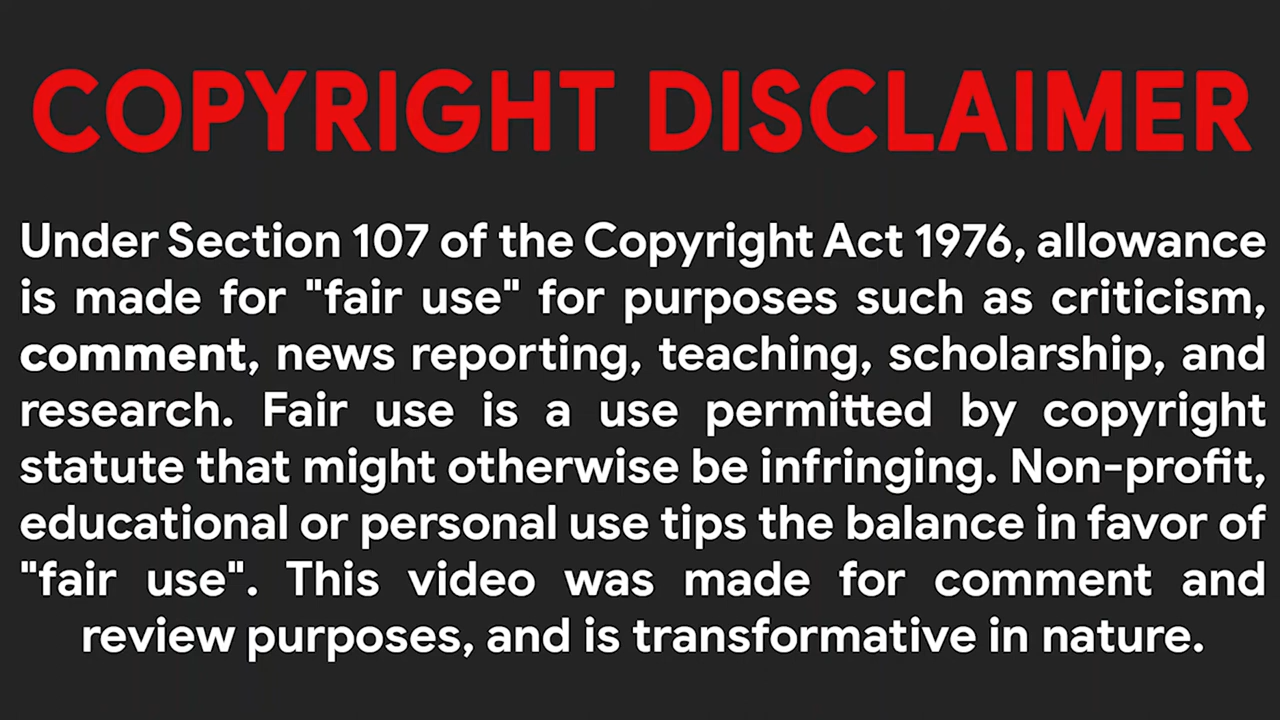 COPYRIGHT DISCLAIMER
Under Section 107 of the Copyright Act 1976, allowance
is made for "fair use" for purposes such as criticism,
comment, news reporting, teaching, scholarship, and
research. Fair use is a use permitted by copyright
statute that might otherwise be infringing. Non-profit,
educational or personal use tips the balance in favor of
"fair use". This video was made for comment and
review purposes, and is transformative in nature.